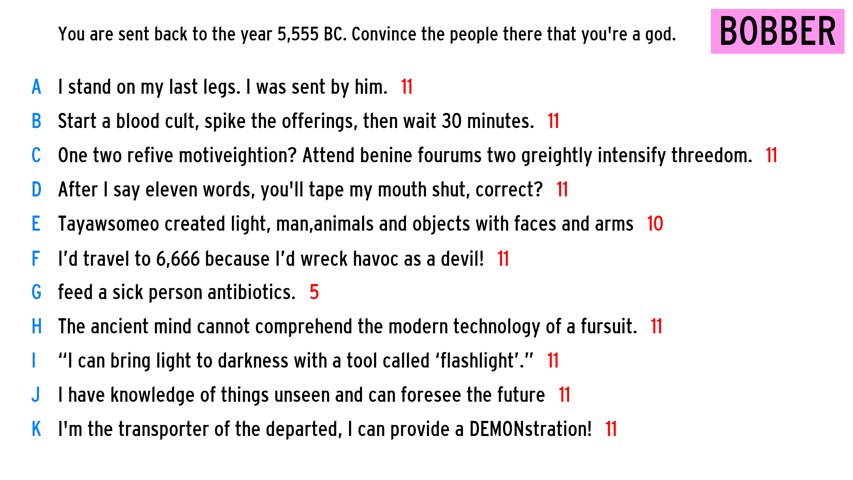 You are sent back to the year 5,555 BC. Convince the people there that you're a god.
BOBBER
A I stand on my last legs. I was sent by him. 11
B Start a blood cult, spike the offerings, then wait 30 minutes. 11
C One two refive motiveightion? Attend benine fourums two greightly intensify threedom. 11
D After I say eleven words, you'll tape my mouth shut, correct? 11
E Tayawsomeo created light, man,animals and objects with faces and arms 10
F I’d travel to 6,666 because I’d wreck havoc as a devil! 11
G feed a sick person antibiotics. 5
H The ancient mind cannot comprehend the modern technology of a fursuit. 11
I “I can bring light to darkness with a tool called ‘flashlight’.” 11
J I have knowledge of things unseen and can foresee the future 11
K I'm the transporter of the departed, I can provide a DEMONstration! 11